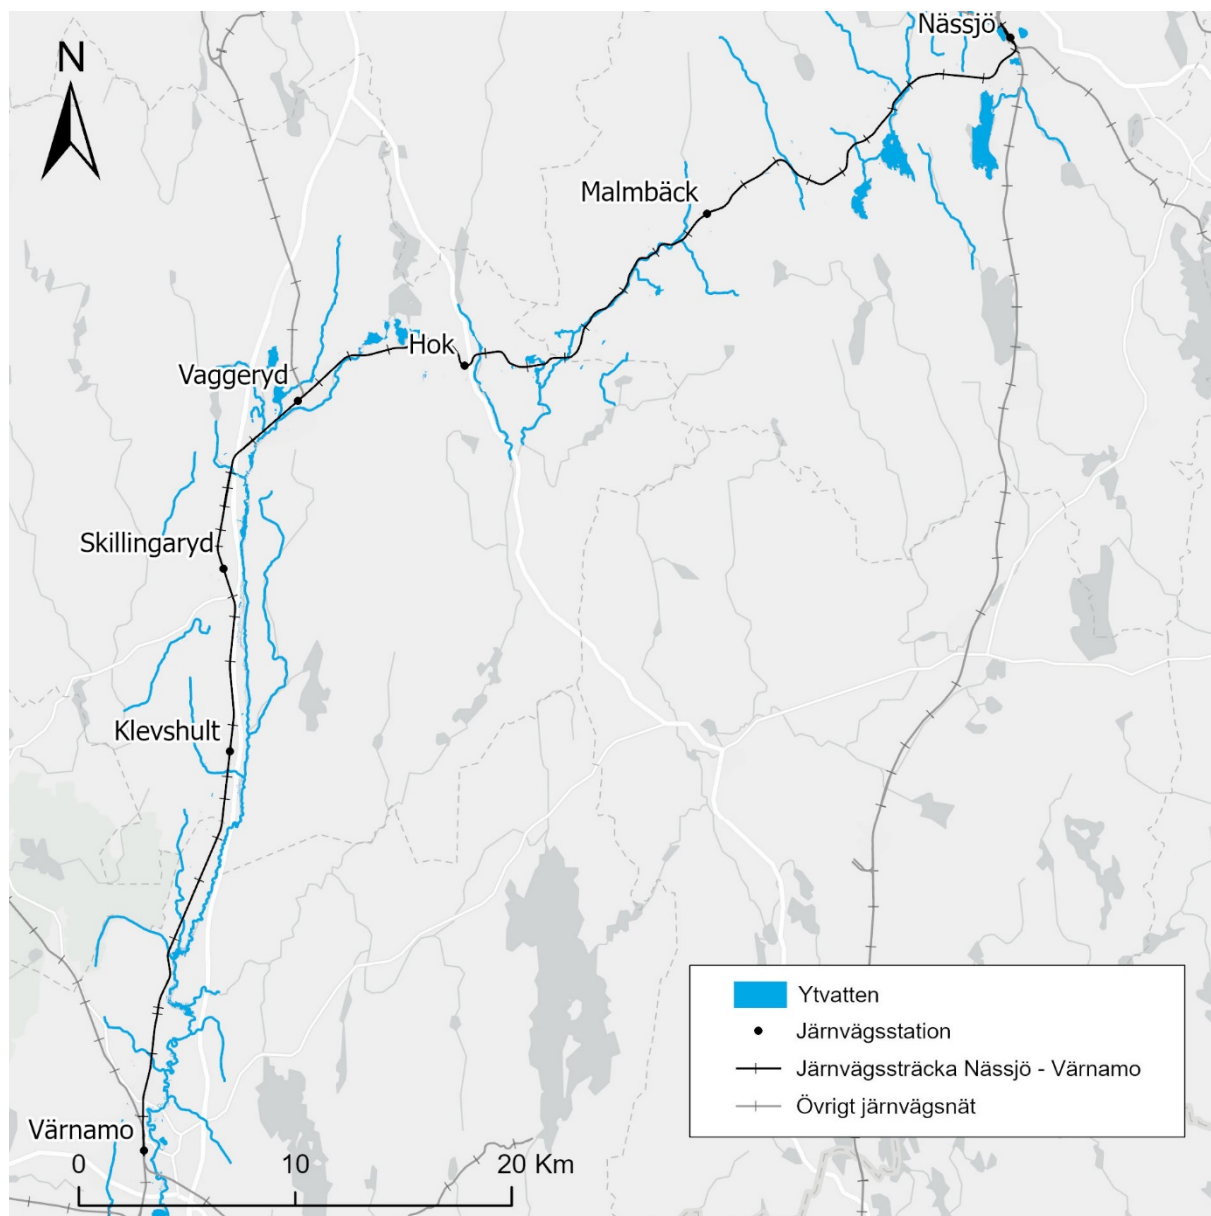 Nässjö
N
Malmbäck
Hok
Vaggeryd
Skillingaryd
Klevshult
Värnamo
0 10 20 Km
Ytvatten
Järnvägsstation
Järnvägssträcka Nässjö - Värnamo
Övrigt järnvägsnät